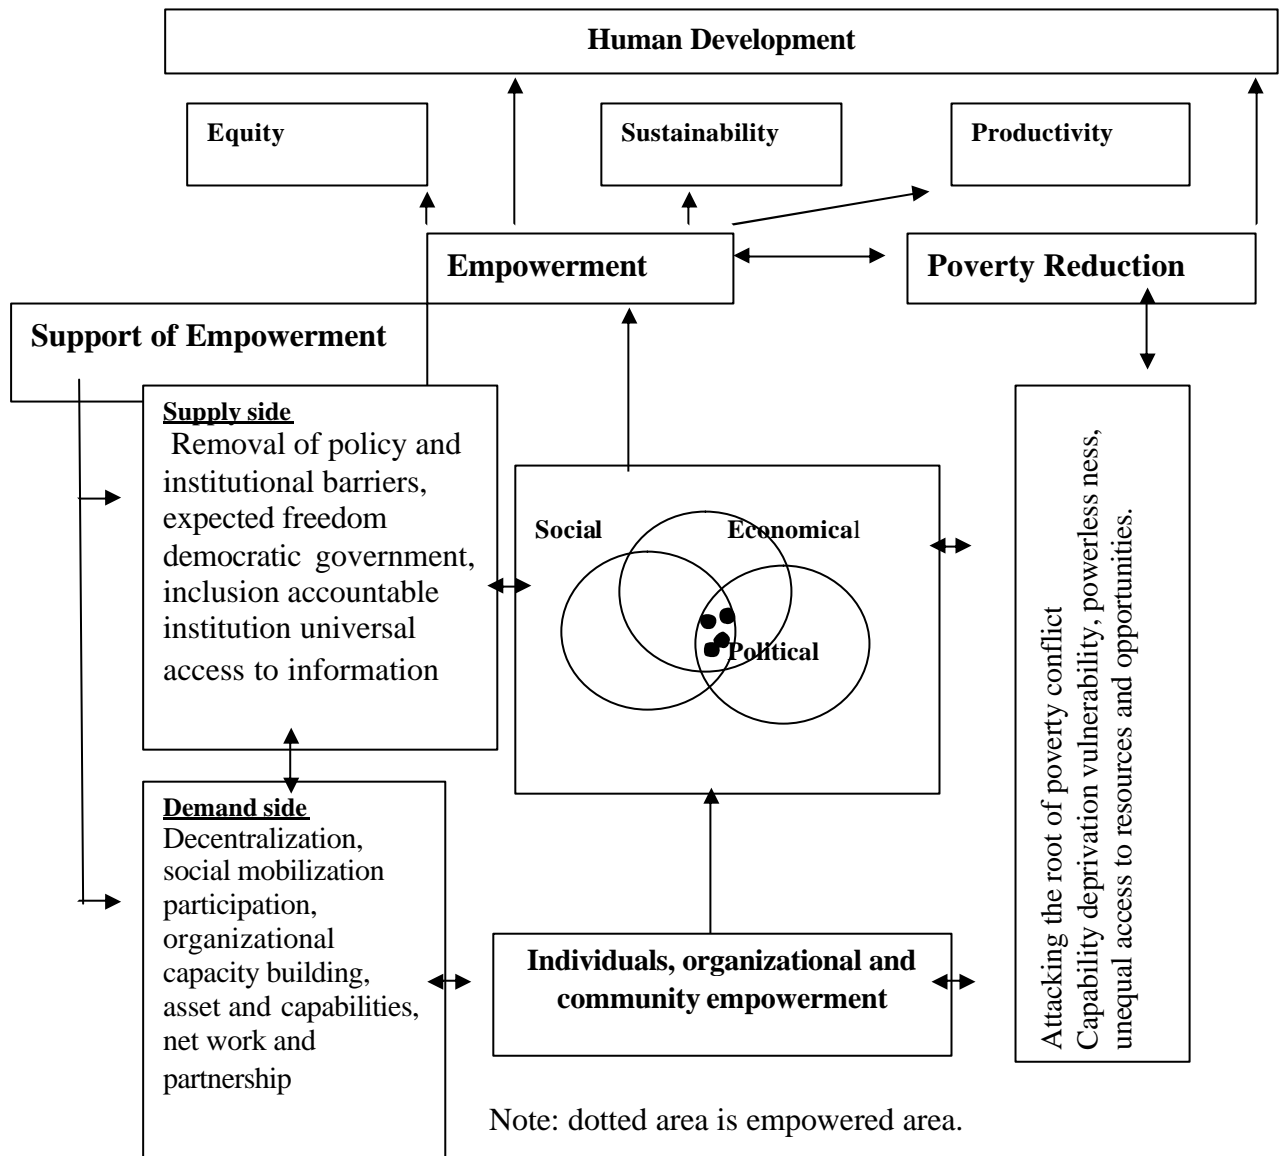 Human Development
Equity
Sustainability
Productivity
Empowerment
Poverty Reduction
Support of Empowerment
Supply side
Removal of policy and
institutional barriers,
expected freedom
democratic government,
inclusion accountable
institution universal
access to information
Social
Economical
Political
Demand side
Decentralization,
social mobilization
participation,
organizational
capacity building,
asset and capabilities,
net work and
partnership
Individuals, organizational and
community empowerment
Attacking the root of poverty conflict
Capability deprivation vulnerability, powerless ness,
unequal access to resources and opportunities.
Note: dotted area is empowered area.